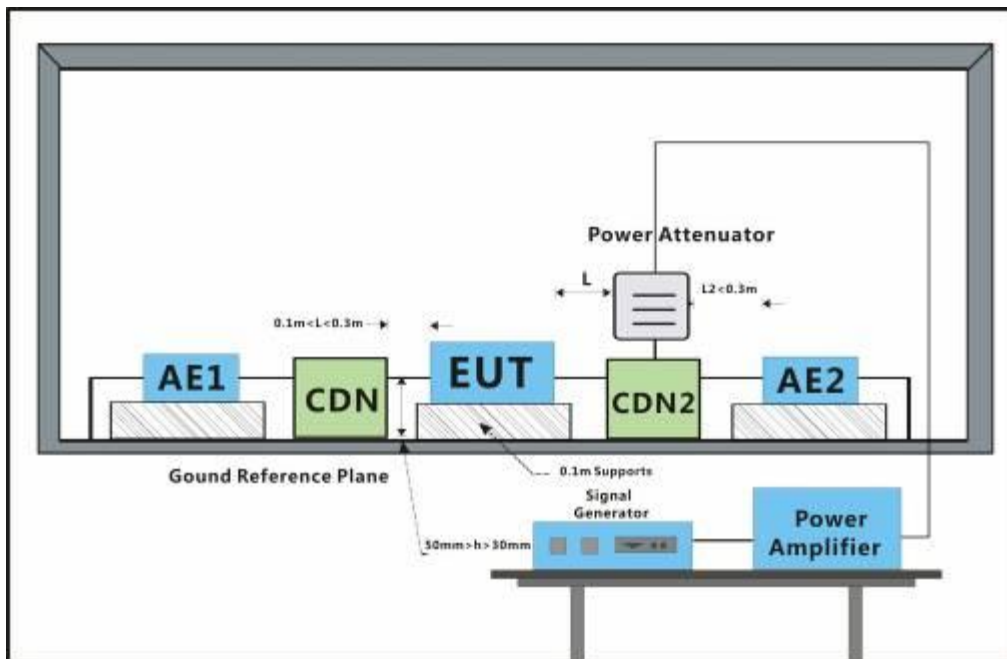 Power Attenuator
L
L2<0.3m
0.1m<L<0.3m
AE1
CDN
EUT
CDN2
AE2
Gound Reference Plane
0.1m Supports
Signal
Generator
Power
Amplifier
50mm>h>30mm